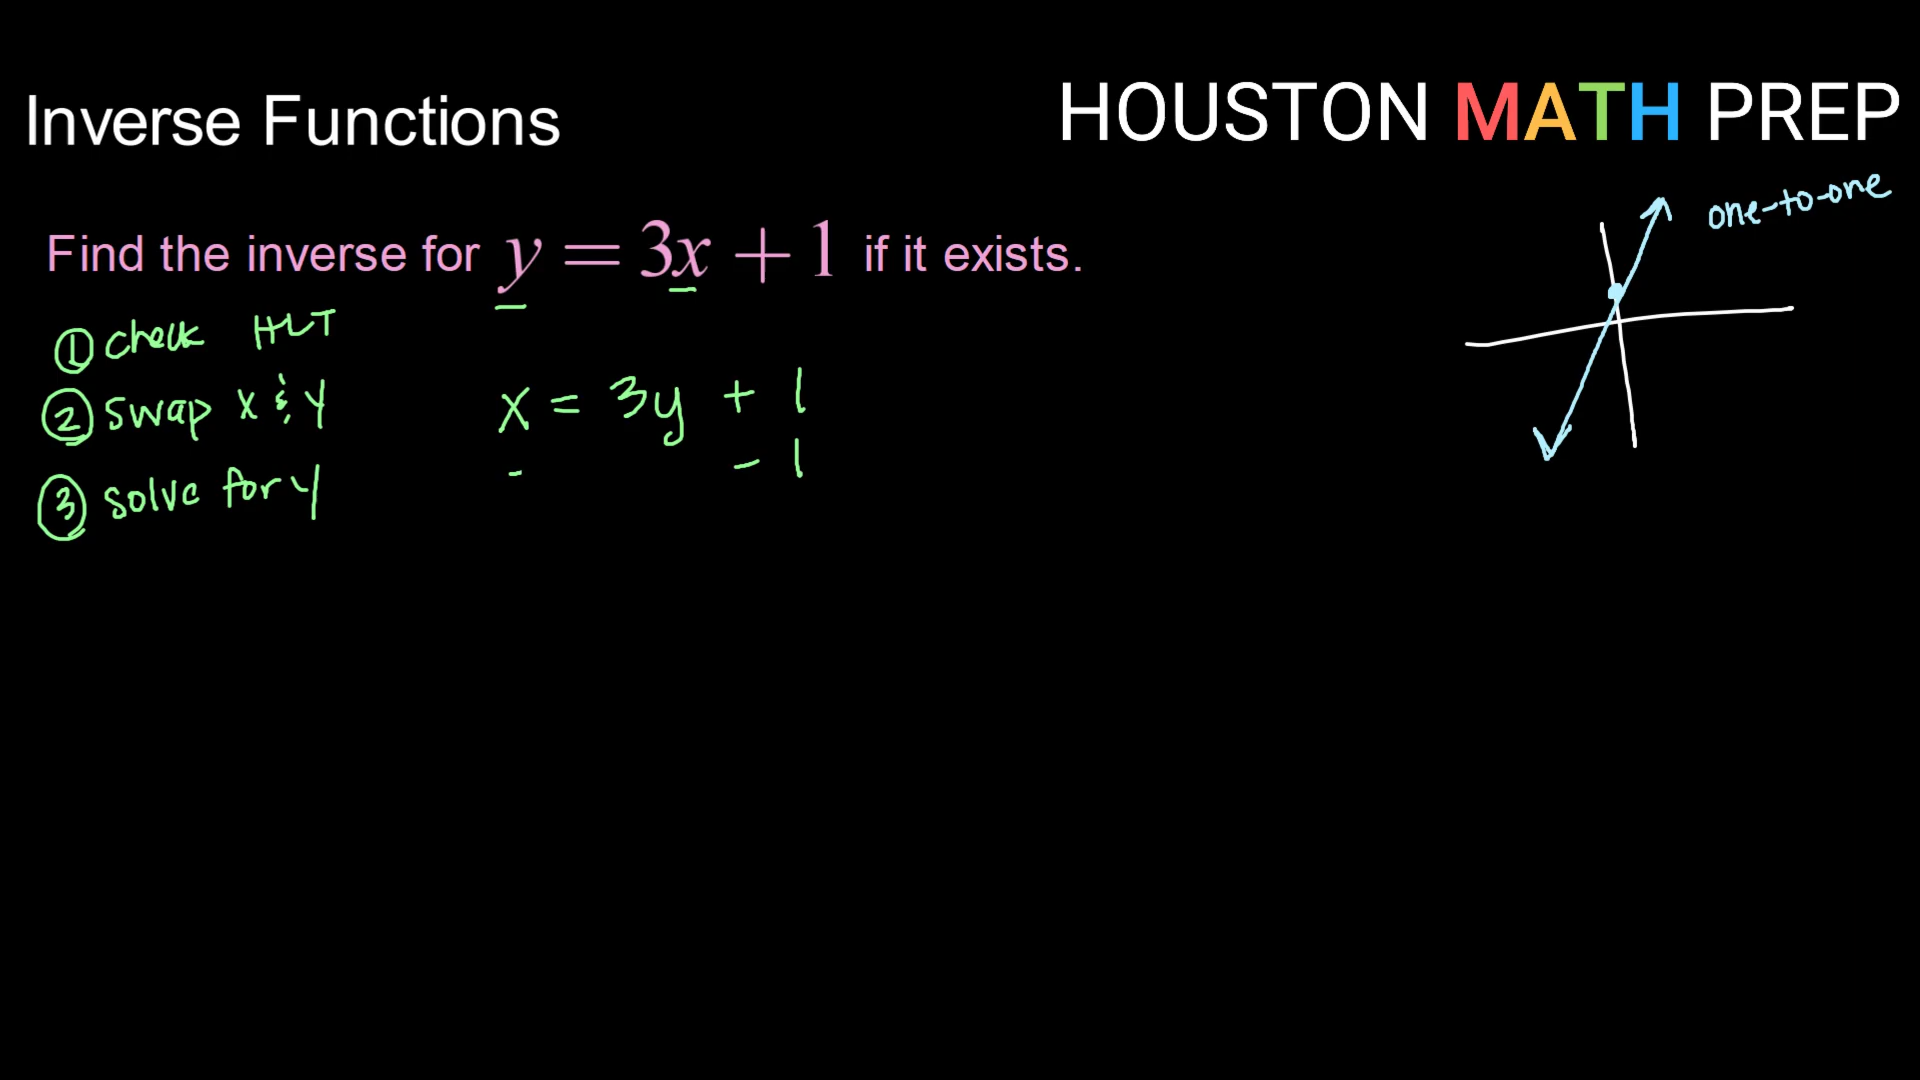 Inverse Functions
HOUSTON MATH PREP
one-to-one
Find the inverse for y = 3x + 1 if it exists.
① check HLT
② swap x & y
③ solve for y
x = 3y + 1
- - 1